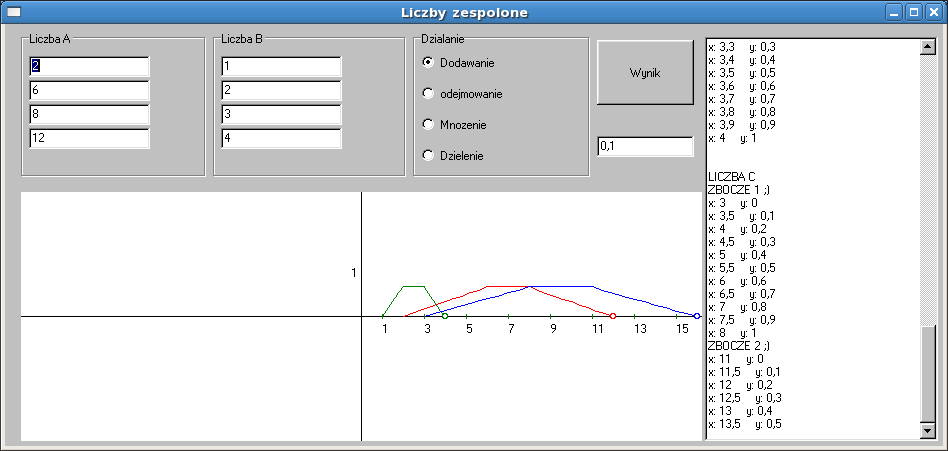 Liczby zespolone
Liczba A
2
6
8
12
Liczba B
1
2
3
4
Dzialanie
Dodawanie
odejmowanie
Mnozenie
Dzielenie
Wynik
0,1
x: 3,3 y: 0,3
x: 3,4 y: 0,4
x: 3,5 y: 0,5
x: 3,6 y: 0,6
x: 3,7 y: 0,7
x: 3,8 y: 0,8
x: 3,9 y: 0,9
x: 4 y: 1
LICZBA C
ZBOCZE 1 ;)
x: 3 y: 0
x: 3,5 y: 0,1
x: 4 y: 0,2
x: 4,5 y: 0,3
x: 5 y: 0,4
x: 5,5 y: 0,5
x: 6 y: 0,6
x: 6,5 y: 0,7
x: 7 y: 0,8
x: 7,5 y: 0,9
x: 8 y: 1
ZBOCZE 2 ;)
x: 11 y: 0
x: 11,5 y: 0,1
x: 12 y: 0,2
x: 12,5 y: 0,3
x: 13 y: 0,4
x: 13,5 y: 0,5
1
1 3 5 7 9 11 13 15